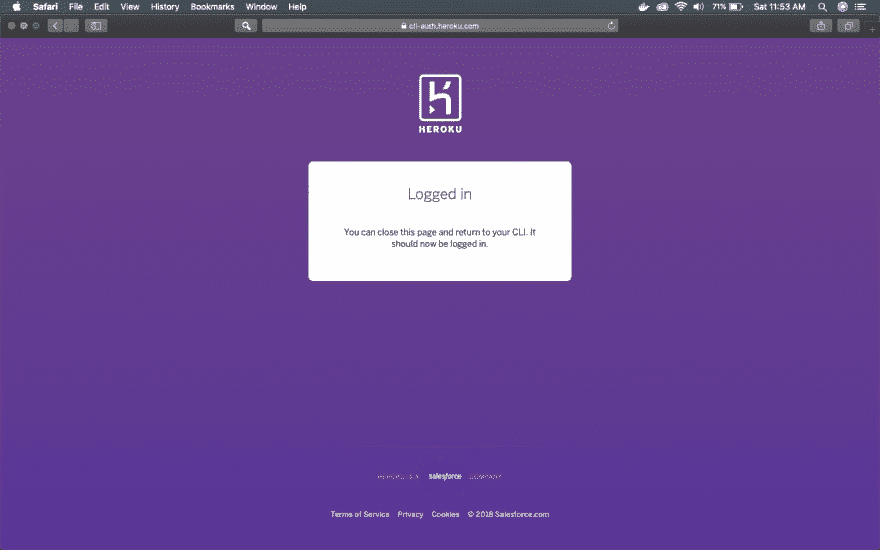 Safari File Edit View History Bookmarks Window Help 71% Sat 11:53 AM
cli-auth.heroku.com
HEROKU
Logged in
You can close this page and return to your CLI. It
should now be logged in.
salesforce
Terms of Service Privacy Cookies © 2018 Salesforce.com